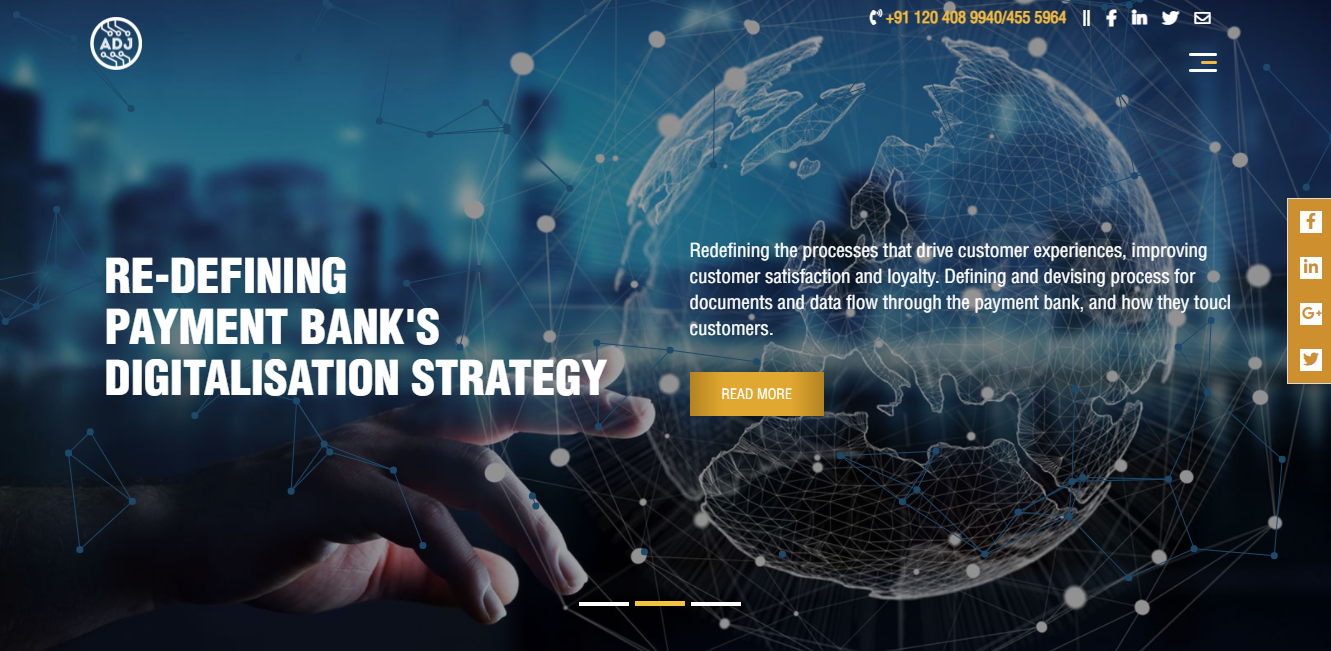 +91 120 408 9940/455 5964
ADJ
RE-DEFINING
PAYMENT BANK'S
DIGITALISATION STRATEGY
Redefining the processes that drive customer experiences, improving
customer satisfaction and loyalty. Defining and devising process for
documents and data flow through the payment bank, and how they
customers.
READ MORE